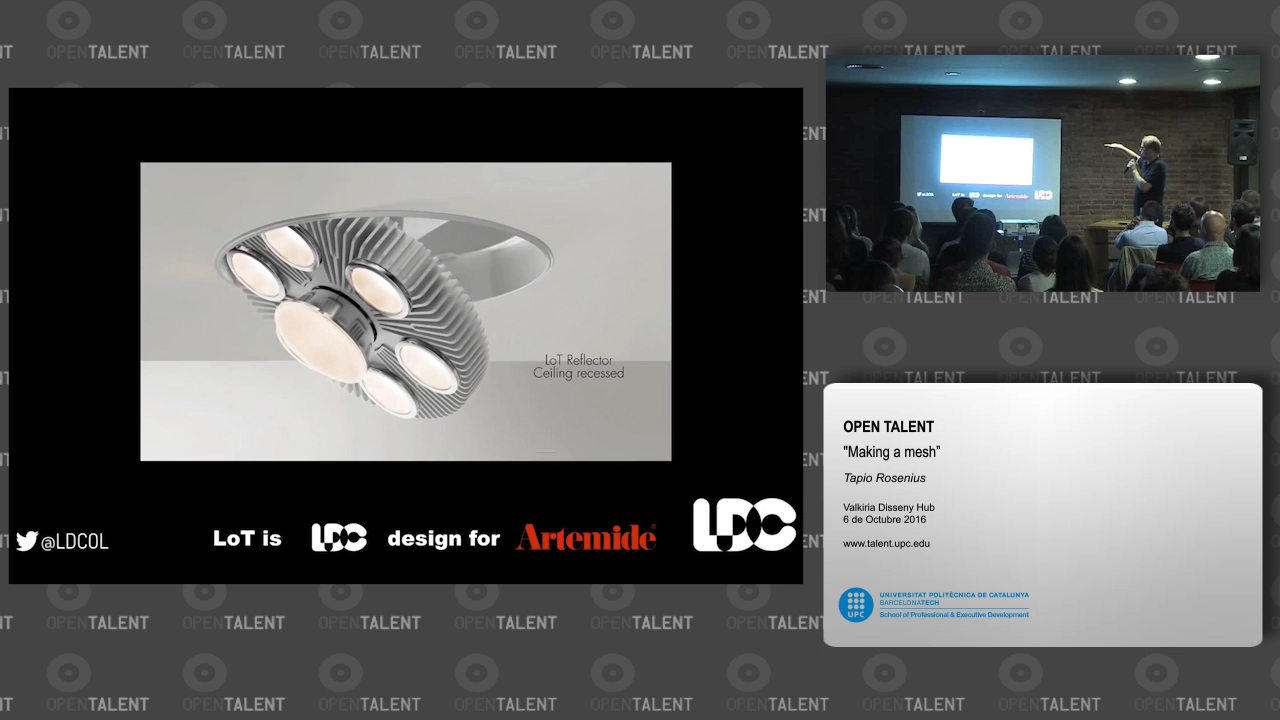 LoT Reflector
Ceiling recessed
@LDCOL
LoT is LDC design for Artemide
LDC
OPEN TALENT
"Making a mesh"
Tapio Rosenius
Valkiria Disseny Hub
6 de Octubre 2016
www.talent.upc.edu
UPC
UNIVERSITAT POLITÈCNICA DE CATALUNYA
BARCELONATECH
School of Professional & Executive Development
OPENTALENT